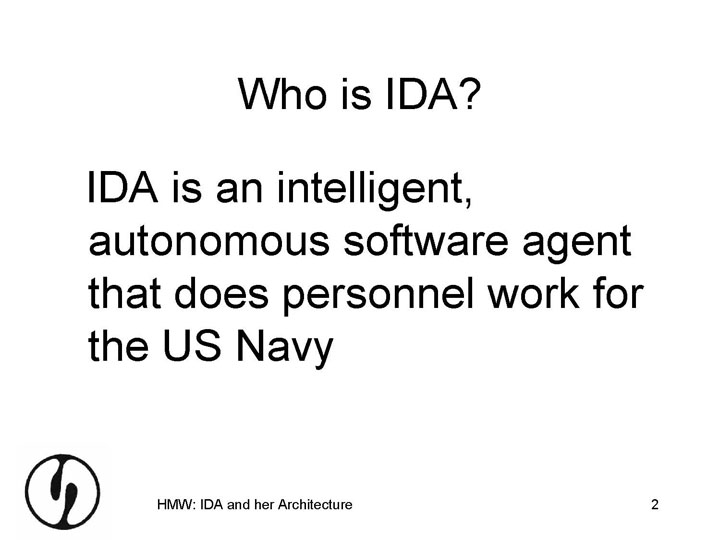 Who is IDA?
IDA is an intelligent,
autonomous software agent
that does personnel work for
the US Navy
HMW: IDA and her Architecture
2